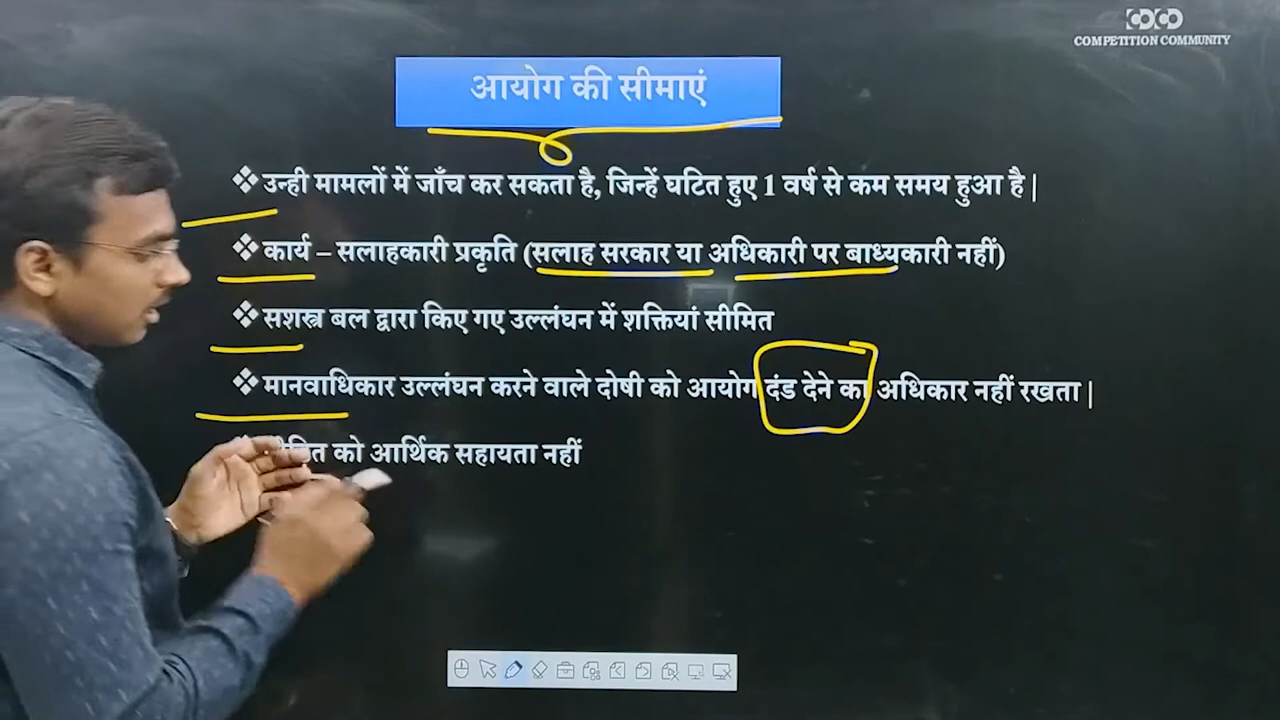 COCO
COMPETITION COMMUNITY
आयोग की सीमाएं
❖ उन्ही मामलों में जाँच कर सकता है, जिन्हें घटित हुए 1 वर्ष से कम समय हुआ है |
❖ कार्य – सलाहकारी प्रकृति (सलाह सरकार या अधिकारी पर बाध्यकारी नहीं)
❖ सशस्त्र बल द्वारा किए गए उल्लंघन में शक्तियां सीमित
❖ मानवाधिकार उल्लंघन करने वाले दोषी को आयोग दंड देने का अधिकार नहीं रखता |
को आर्थिक सहायता नहीं